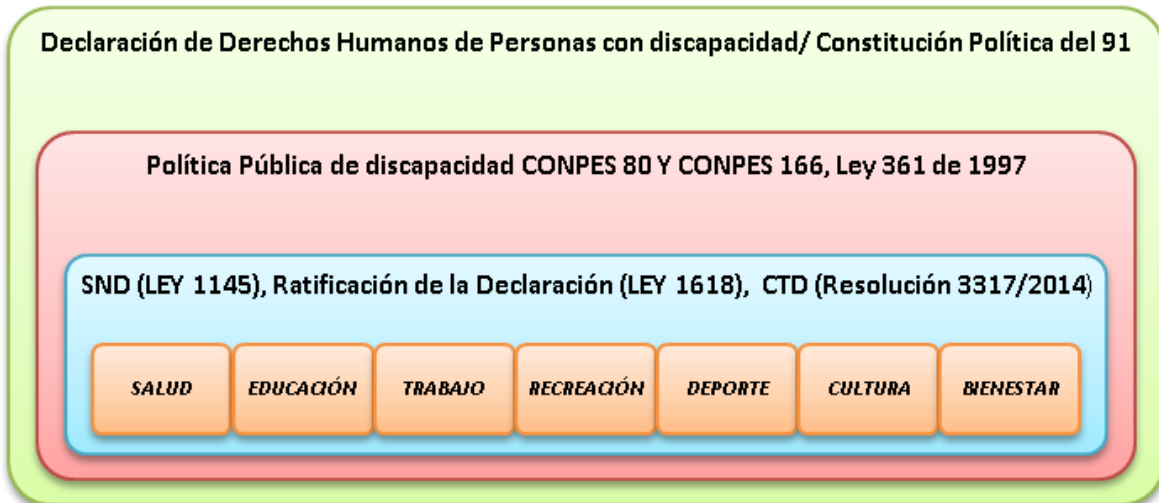 Declaración de Derechos Humanos de Personas con discapacidad/ Constitución Política del 91
Política Pública de discapacidad CONPES 80 Y CONPES 166, Ley 361 de 1997
SND (LEY 1145), Ratificación de la Declaración (LEY 1618), CTD (Resolución 3317/2014)
SALUD EDUCACIÓN TRABAJO RECREACIÓN DEPORTE CULTURA BIENESTAR